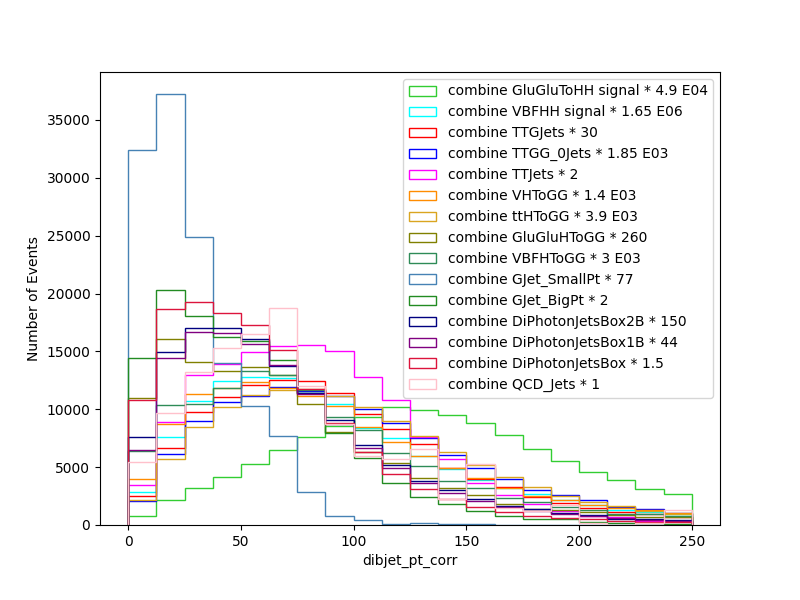 combine GluGluToHH signal * 4.9 E04
combine VBFHH signal * 1.65 E06
combine TTGJets * 30
combine TTGG_0Jets * 1.85 E03
combine TTJets * 2
combine VHToGG * 1.4 E03
combine ttHToGG * 3.9 E03
combine GluGluHToGG * 260
combine VBFHToGG * 3 E03
combine GJet_SmallPt * 77
combine GJet_BigPt * 2
combine DiPhotonJetsBox2B * 150
combine DiPhotonJetsBox1B * 44
combine DiPhotonJetsBox * 1.5
combine QCD_Jets * 1
Number of Events
35000
30000
25000
20000
15000
10000
5000
0
0 50 100 150 200 250
dibjet_pt_corr